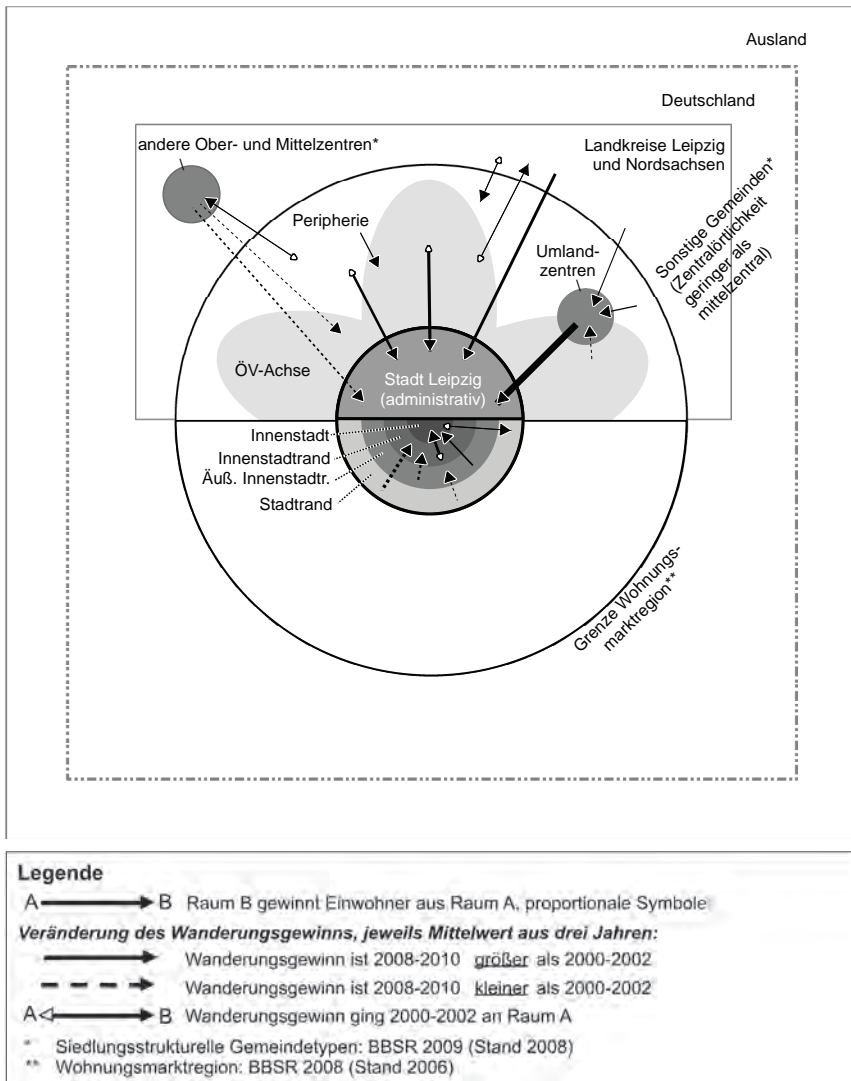 Ausland
Deutschland
andere Ober- und Mittelzentren*
Landkreise Leipzig
und Nordsachsen
Sonstige Gemeinden*
(Zentralörtlichkeit
geringer als
mittelzentral)
Peripherie
Umland-
zentren
ÖV-Achse
Stadt Leipzig
(administrativ)
Innenstadt
Innenstadtrand
Äuß. Innenstadtr.
Stadtrand
Grenze Wohnungs-
marktregion**
Legende
A B Raum B gewinnt Einwohner aus Raum A, proportionale Symbole
Veränderung des Wanderungsgewinns, jeweils Mittelwert aus drei Jahren:
Wanderungsgewinn ist 2008-2010 größer als 2000-2002
Wanderungsgewinn ist 2008-2010 kleiner als 2000-2002
A B Wanderungsgewinn ging 2000-2002 an Raum A
* Siedlungsstrukturelle Gemeindetypen: BBSR 2009 (Stand 2008)
** Wohnungsmarktregion: BBSR 2008 (Stand 2006)